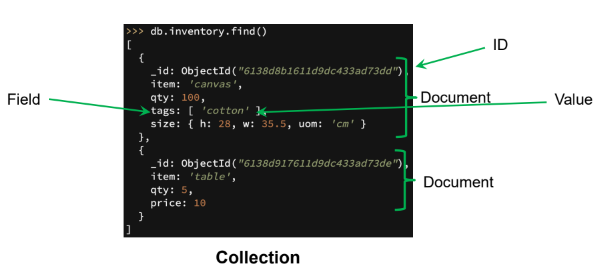 >>> db.inventory.find()
[
{
_id: ObjectId("6138d8b1611d9dc433ad73dd"),
item: 'canvas',
qty: 100,
tags: [ 'cotton' ],
size: { h: 28, w: 35.5, uom: 'cm' }
},
{
_id: ObjectId("6138d917611d9dc433ad73de"),
item: 'table',
qty: 5,
price: 10
}
]
ID
Field
Document
Value
Document
Collection